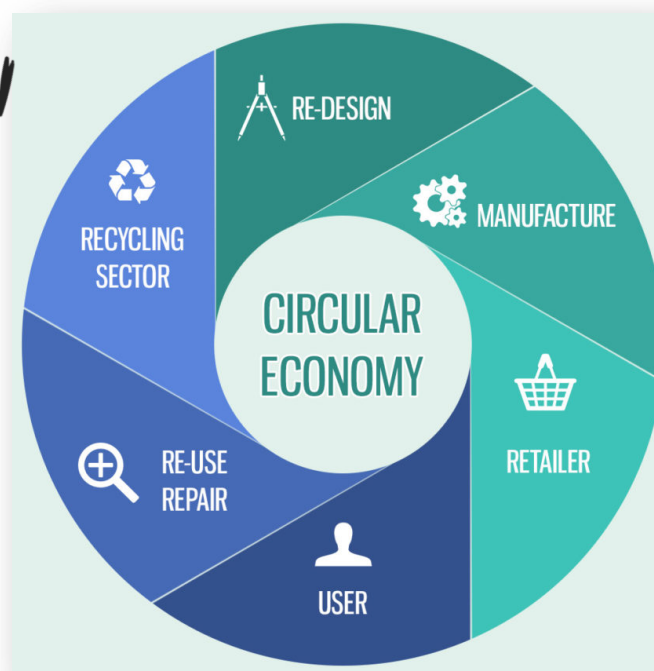 RE-DESIGN
MANUFACTURE
RETAILER
USER
RE-USE
REPAIR
RECYCLING
SECTOR
CIRCULAR
ECONOMY